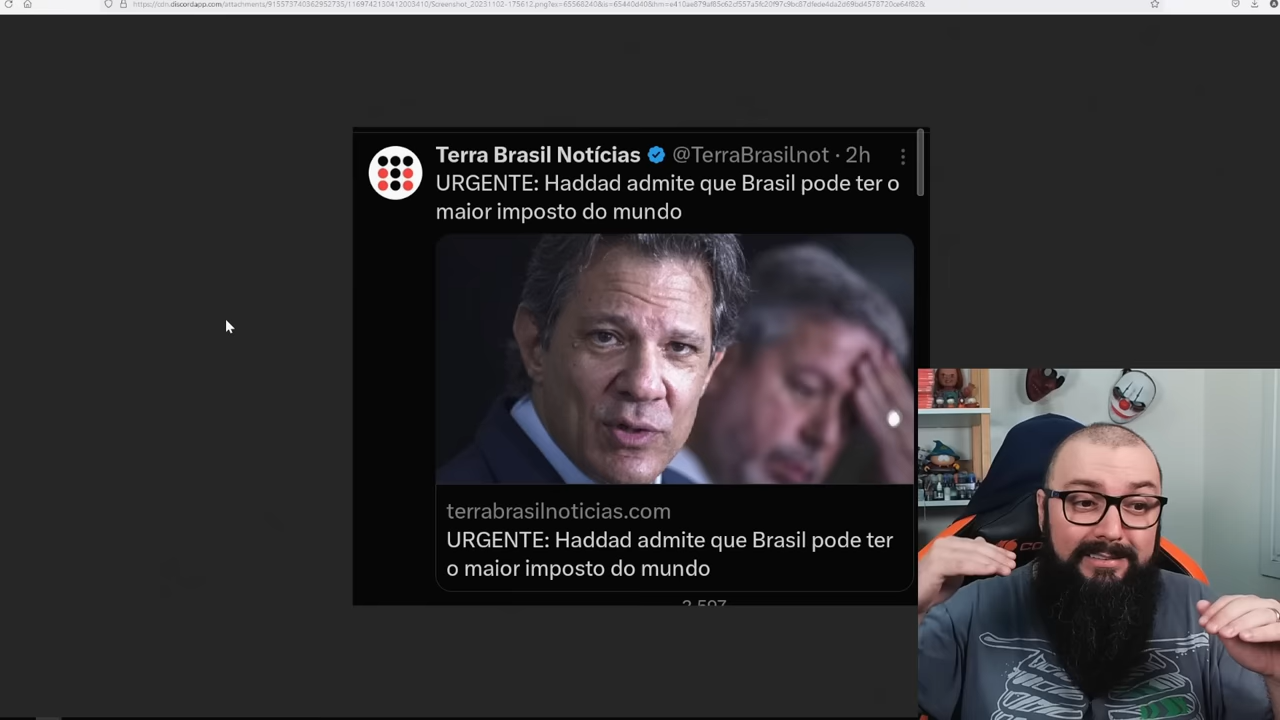 Terra Brasil Notícias @TerraBrasilnot · 2h
URGENTE: Haddad admite que Brasil pode ter o
maior imposto do mundo
terrabrasilnoticias.com
URGENTE: Haddad admite que Brasil pode ter
o maior imposto do mundo